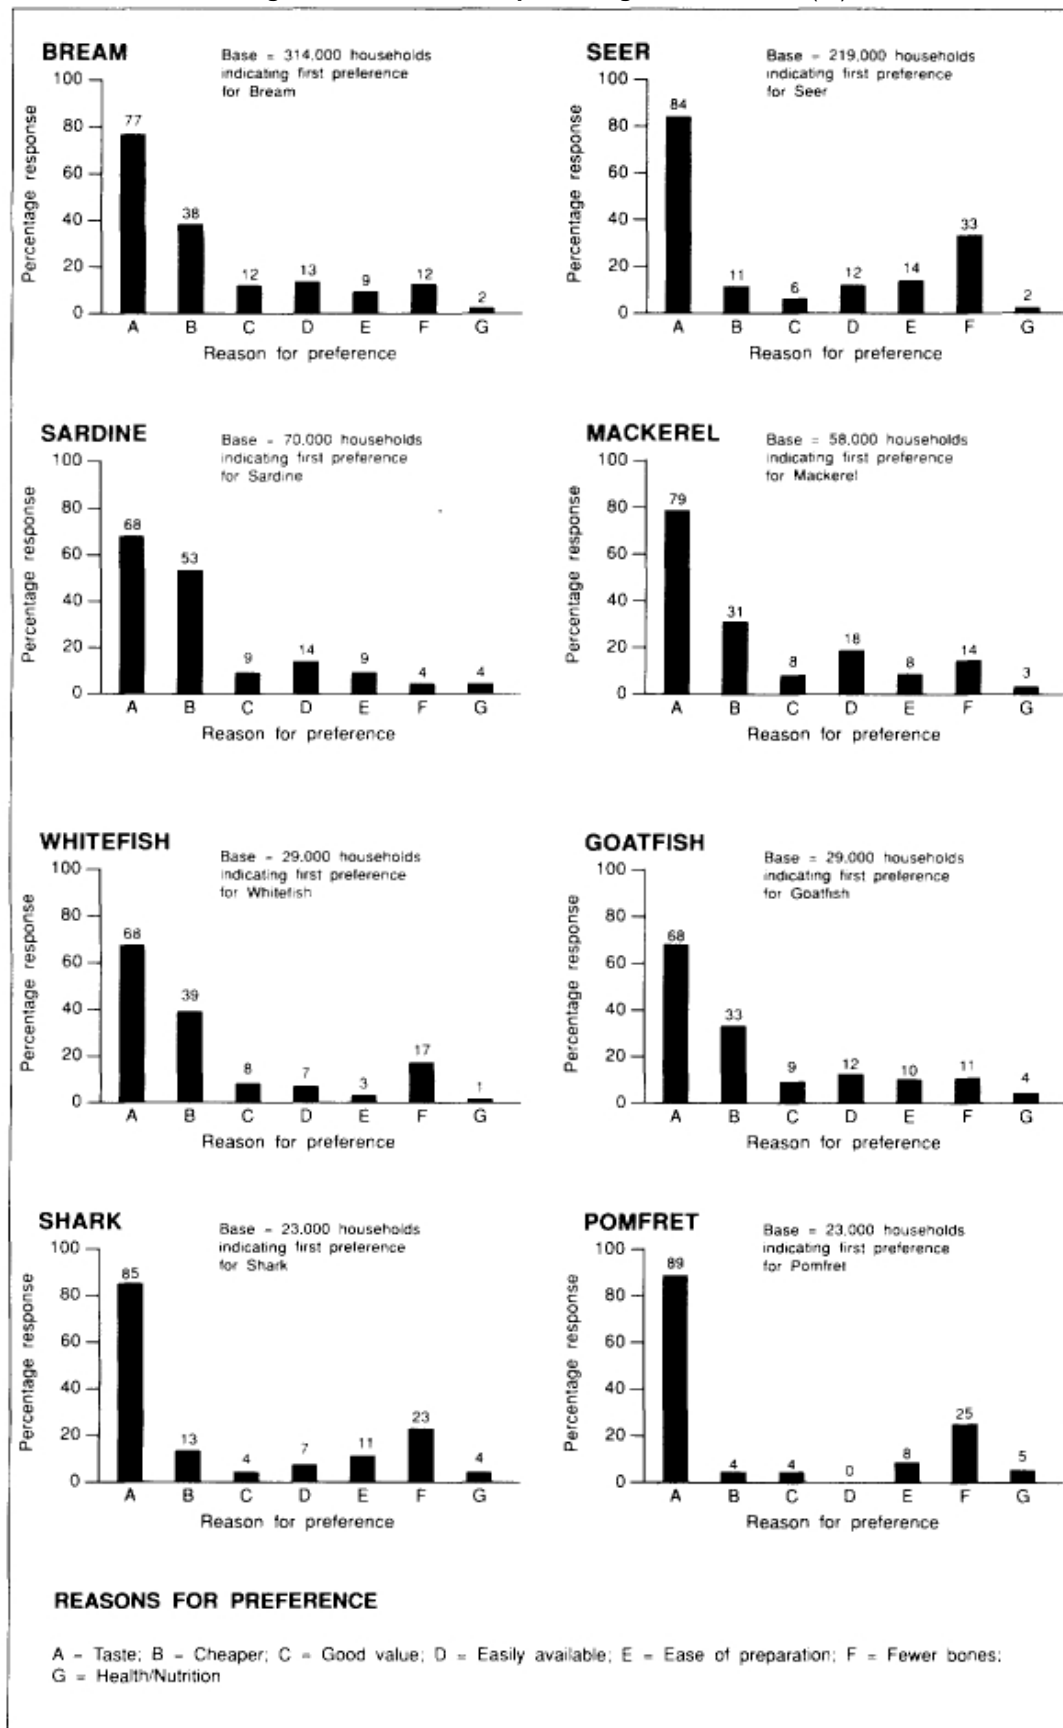 BREAM
Base = 314,000 households
indicating first preference
for Bream
Percentage response
100
80
60
40
20
0
77
38
12
13
9
12
2
A B C D E F G
Reason for preference
SEER
Base - 219,000 households
indicating first preference
for Seer
Percentage response
100
80
60
40
20
0
84
11
6
12
14
33
2
A B C D E F G
Reason for preference
SARDINE
Base - 70.000 households
indicating first preference
for Sardine
Percentage response
100
80
60
40
20
0
68
53
9
14
9
4
4
A B C D E F G
Reason for preference
MACKEREL
Base = 58,000 households
indicating first preference
for Mackerel
Percentage response
100
80
60
40
20
0
79
31
8
18
8
14
3
A B C D E F G
Reason for preference
WHITEFISH
Base - 29.000 households
indicating first preference
for Whitefish
Percentage response
100
80
60
40
20
0
68
39
8
7
3
17
1
A B C D E F G
Reason for preference
GOATFISH
Base = 29,000 households
indicating first preference
for Goatfish
Percentage response
100
80
60
40
20
0
68
33
9
12
10
11
4
A B C D E F G
Reason for preference
SHARK
Base - 23.000 households
indicating first preference
for Shark
Percentage response
100
80
60
40
20
0
85
13
4
7
11
23
4
A B C D E F G
Reason for preference
POMFRET
Base = 23,000 households
indicating first preference
for Pomfret
Percentage response
100
80
60
40
20
0
89
4
4
0
8
25
5
A B C D E F G
Reason for preference
REASONS FOR PREFERENCE
A - Taste; B - Cheaper; C = Good value; D = Easily available; E = Ease of preparation; F = Fewer bones;
G = Health/Nutrition